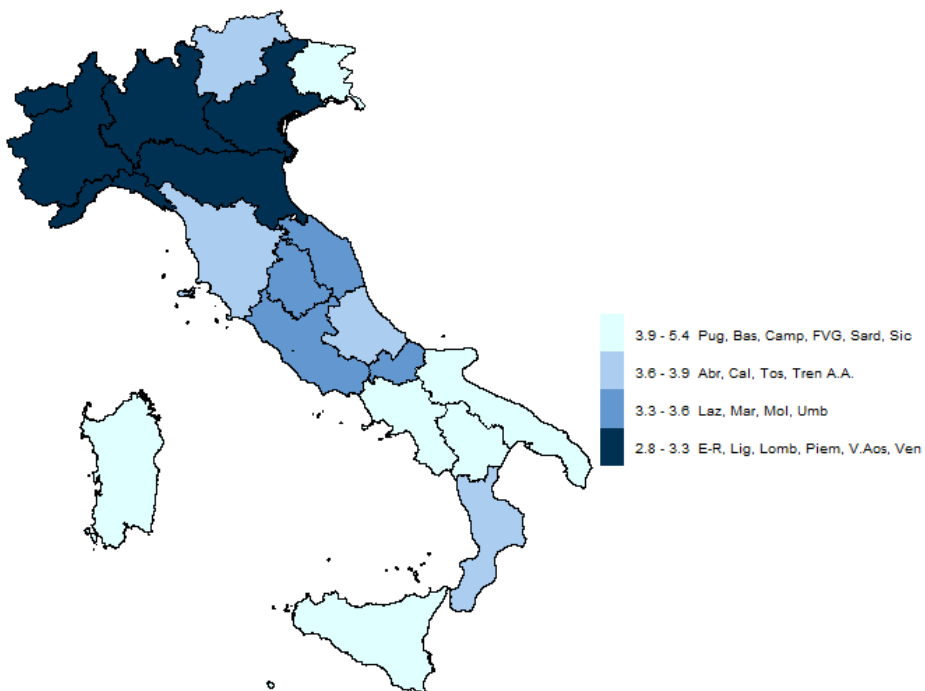 3.9 - 5.4 Pug, Bas, Camp, FVG, Sard, Sic
3.6 - 3.9 Abr, Cal, Tos, Tren A.A.
3.3 - 3.6 Laz, Mar, Mol, Umb
2.8 - 3.3 E-R, Lig, Lomb, Piem, V.Aos, Ven